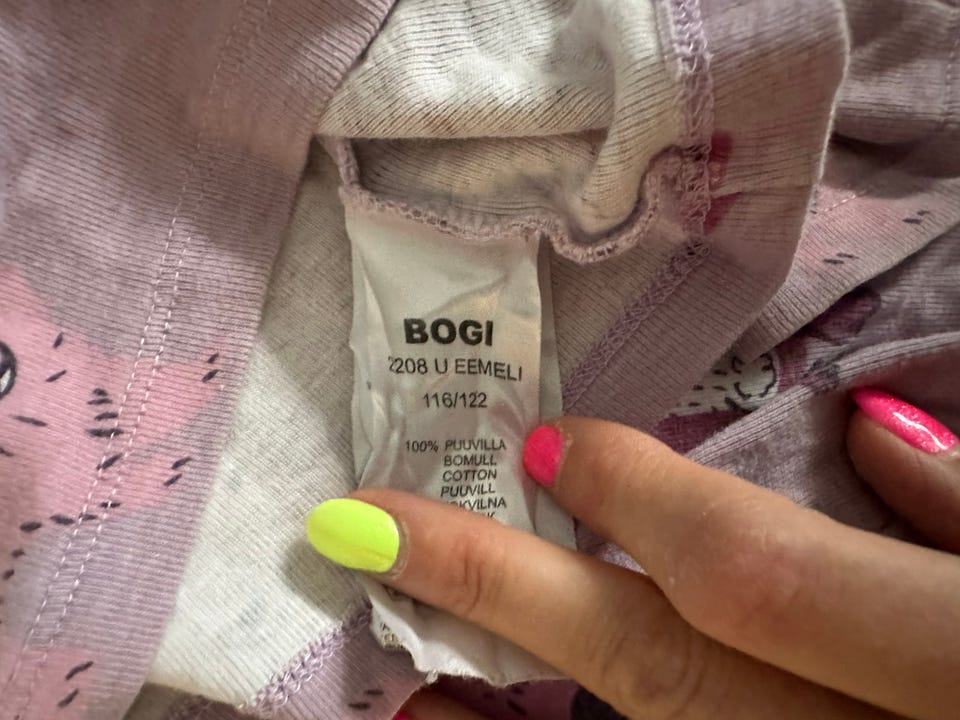 BOGI
2208 U EEMELI
116/122
100% PUUVILLA
BOMULL
COTTON
PUUVILL